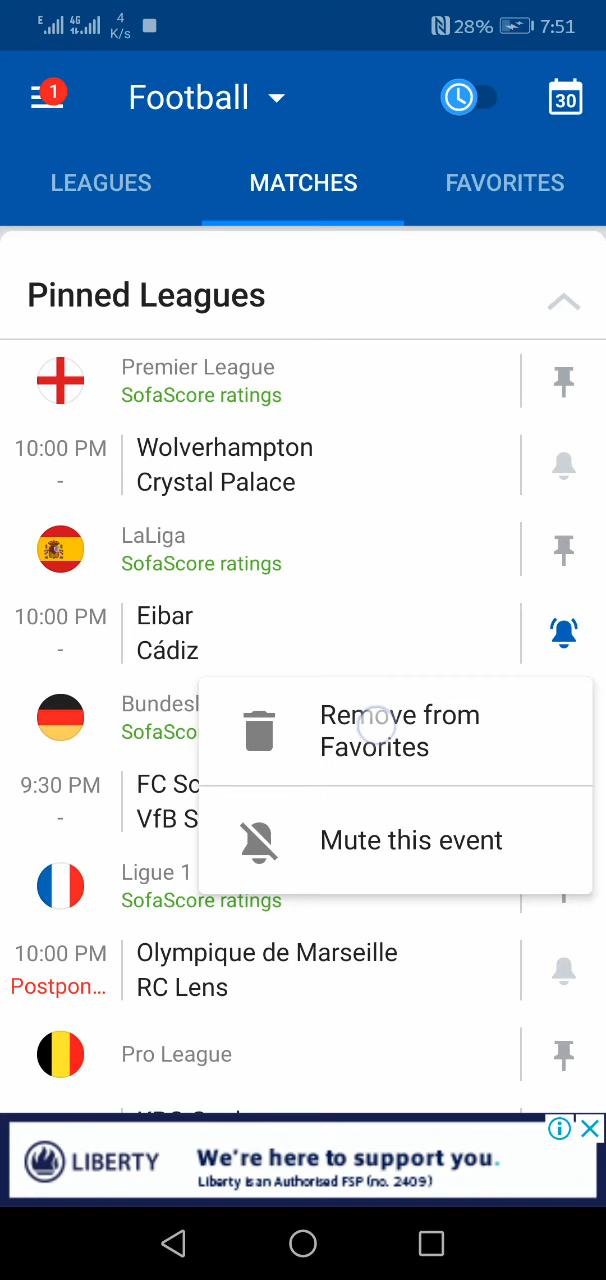 E 4G 4 K/s 28% 7:51
1 Football 30
LEAGUES MATCHES FAVORITES
Pinned Leagues
Premier League
SofaScore ratings
10:00 PM Wolverhampton
- Crystal Palace
LaLiga
SofaScore ratings
10:00 PM Eibar
- Cádiz
Bundesl
SofaSco
Remove from
Favorites
9:30 PM FC Sc
- VfB S
Mute this event
Ligue 1
SofaScore ratings
10:00 PM Olympique de Marseille
Postpon... RC Lens
Pro League
LIBERTY
We're here to support you.
Liberty is an Authorised FSP (no. 2409)